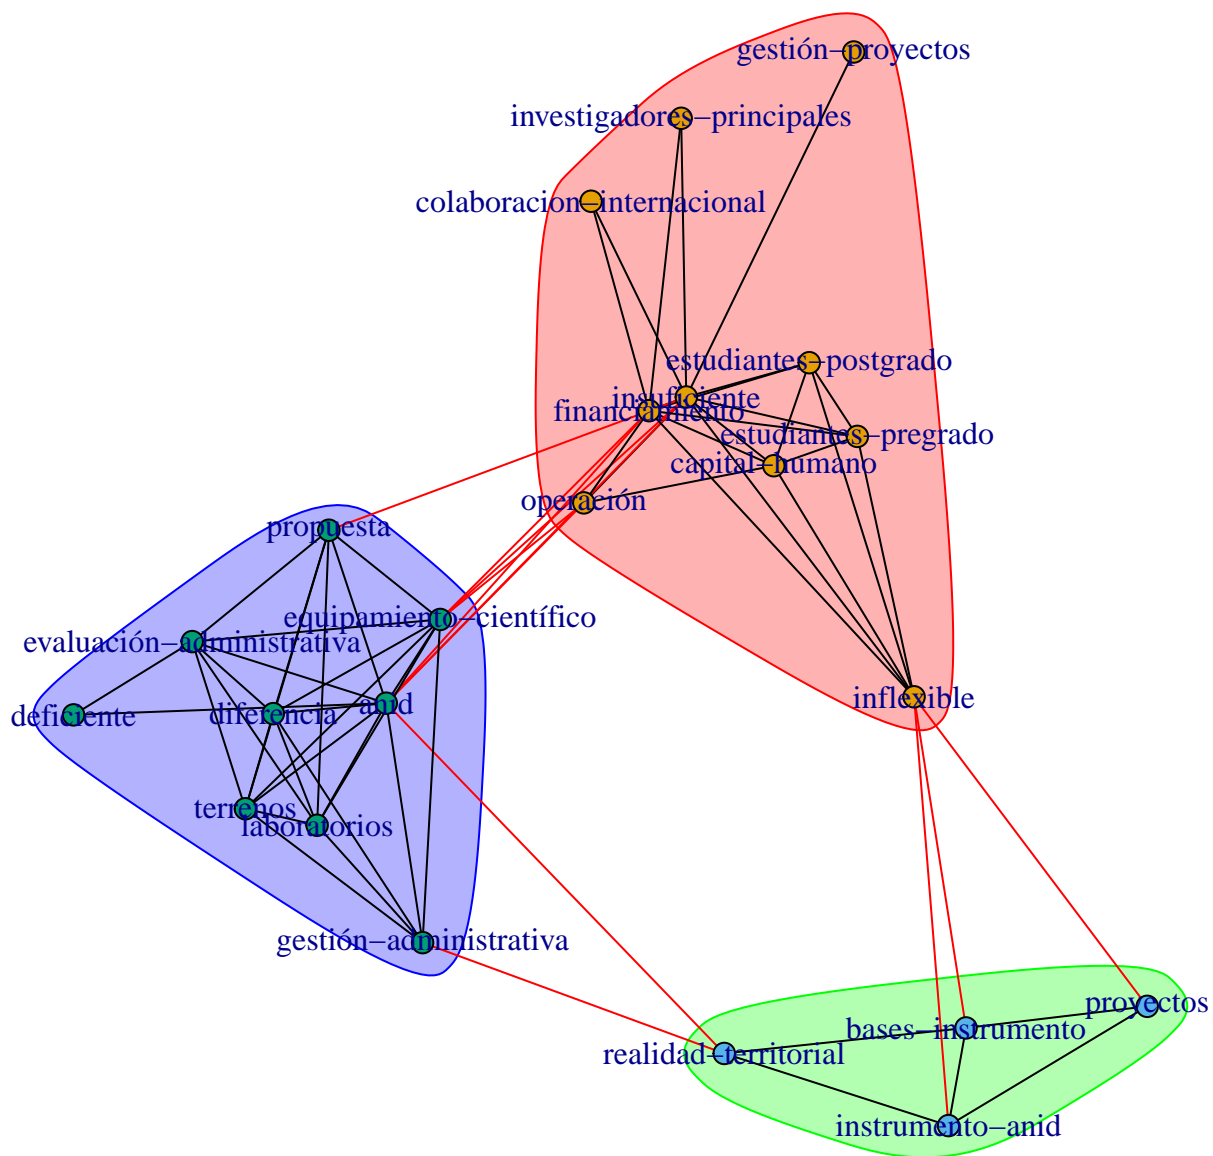 gestión–proyectos
investigadores–principales
colaboracion–internacional
estudiantes–postgrado
insuficiente
financiamiento
estudiantes–pregrado
capital–humano
operación
propuesta
equipamiento–científico
evaluación–administrativa
inflexible
anid
diferencia
deficiente
terrenos
laboratorios
gestión–administrativa
proyectos
bases–instrumento
realidad–territorial
instrumento–anid